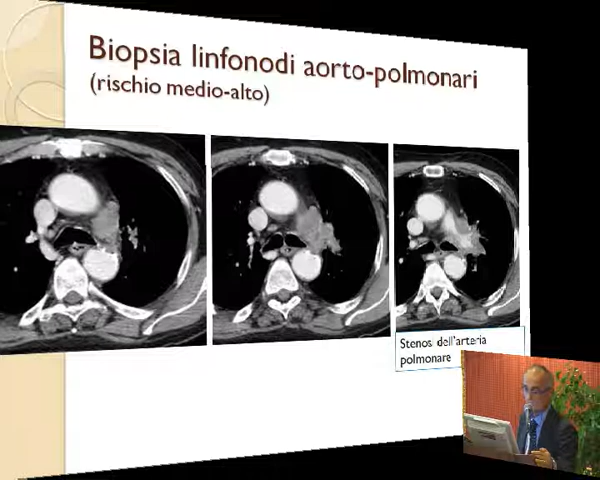 Biopsia linfonodi aorto-polmonari
(rischio medio-alto)
Stenosi dell'arteria
polmonare